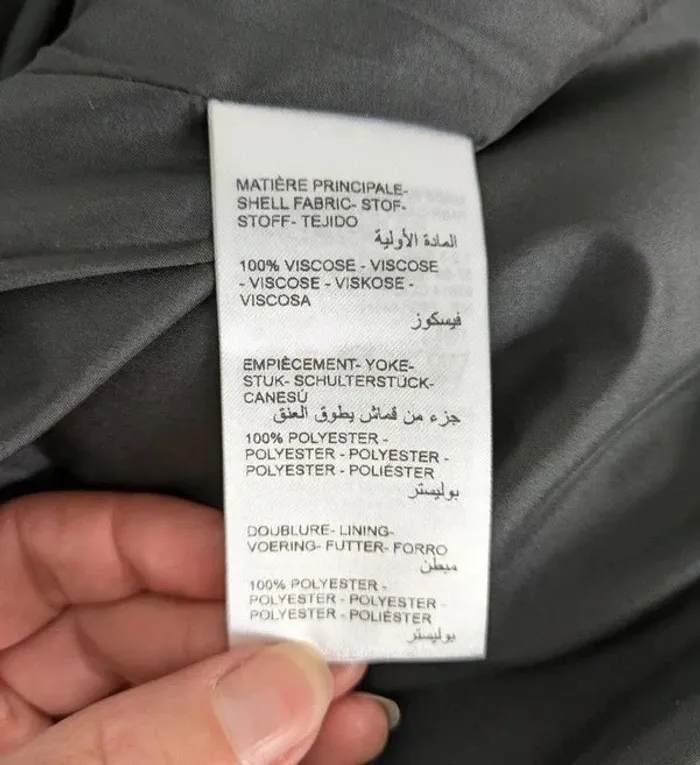 MATIÈRE PRINCIPALE-
SHELL FABRIC- STOF-
STOFF- TEJIDO
المادة الأولية
100% VISCOSE - VISCOSE
- VISCOSE - VISKOSE -
VISCOSA
فيسكوز
EMPIÈCEMENT- YOKE-
STUK- SCHULTERSTÜCK-
CANESÚ
جزء من قماش يطوق العنق
100% POLYESTER -
POLYESTER - POLYESTER -
POLYESTER - POLIÉSTER
بوليستر
DOUBLURE- LINING-
VOERING- FUTTER- FORRO
مبطن
100% POLYESTER -
POLYESTER - POLYESTER -
POLYESTER - POLIÉSTER
بوليستر